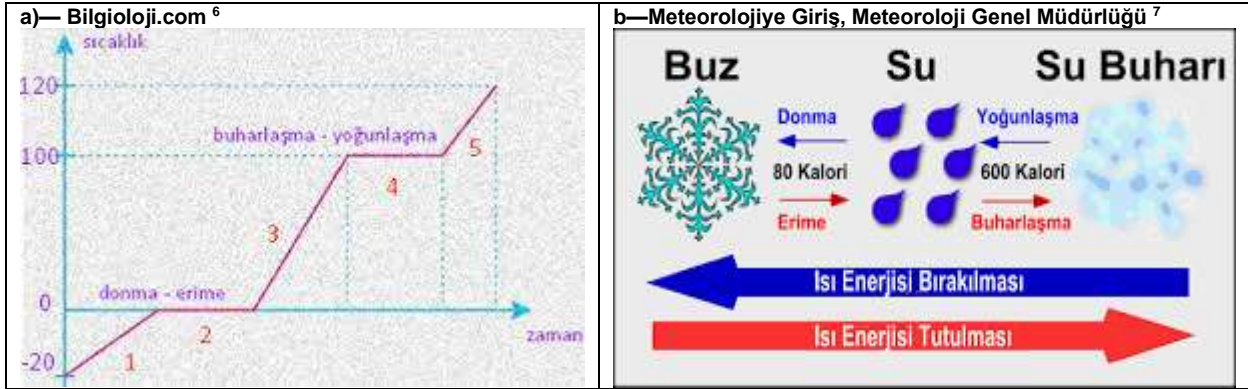 a)— Bilgioloji.com ⁶
sıcaklık
120
buharlaşma - yoğunlaşma
100
5
4
3
donma - erime
0
2
zaman
-20
1
b—Meteorolojiye Giriş, Meteoroloji Genel Müdürlüğü ⁷
Buz Su Su Buharı
Donma Yoğunlaşma
80 Kalori 600 Kalori
Erime Buharlaşma
Isı Enerjisi Bırakılması
Isı Enerjisi Tutulması